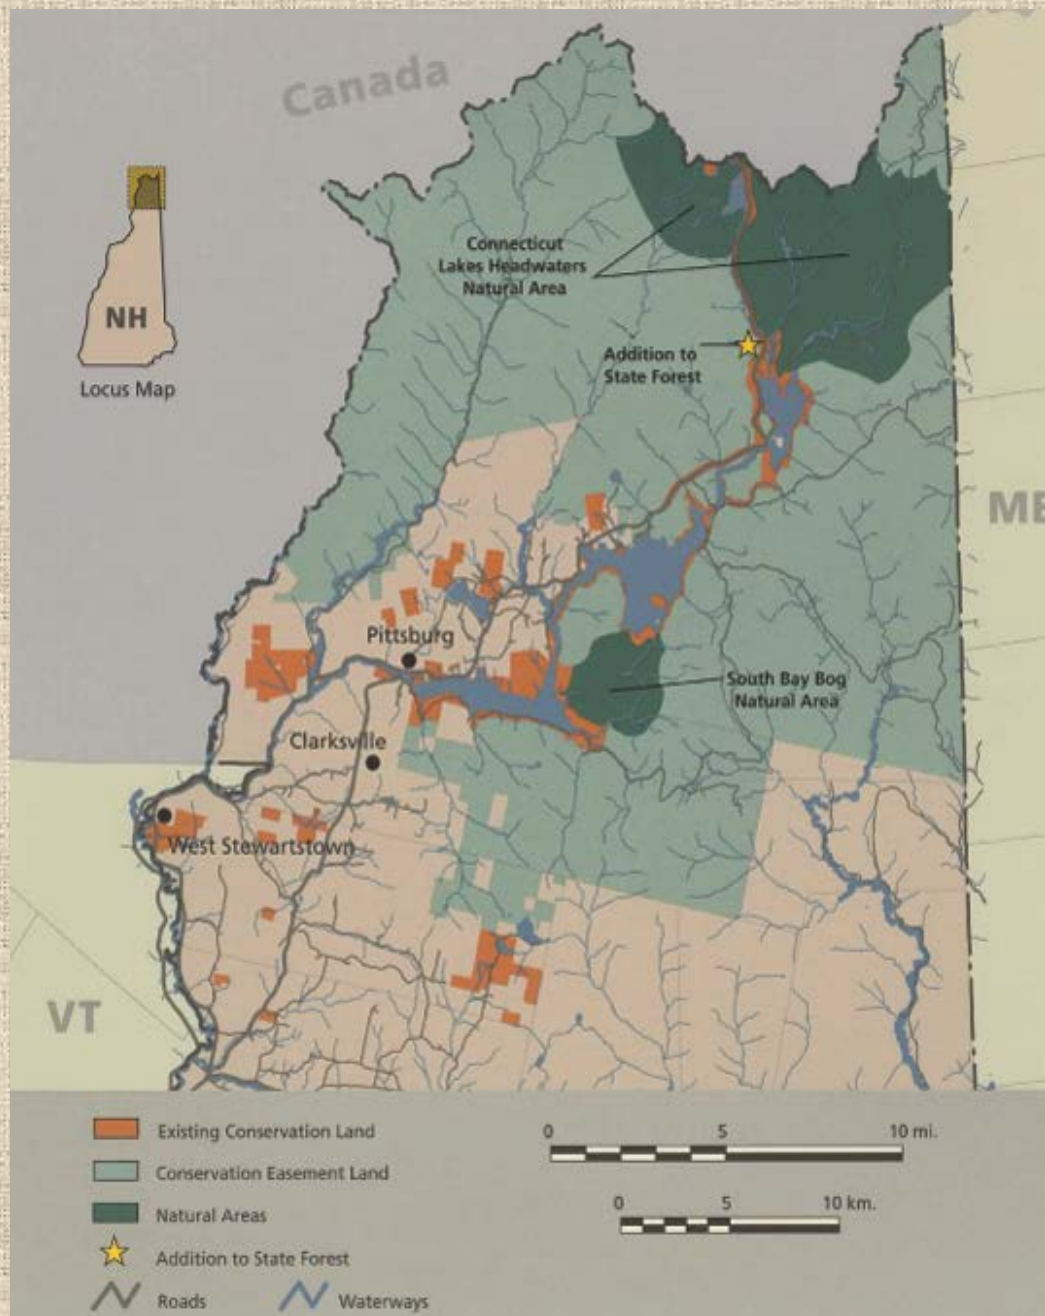 Canada
NH
Locus Map
Connecticut
Lakes Headwaters
Natural Area
Addition to
State Forest
ME
Pittsburg
South Bay Bog
Natural Area
Clarksville
West Stewartstown
VT
Existing Conservation Land
Conservation Easement Land
Natural Areas
Addition to State Forest
Roads
Waterways
0 5 10 mi.
0 5 10 km.